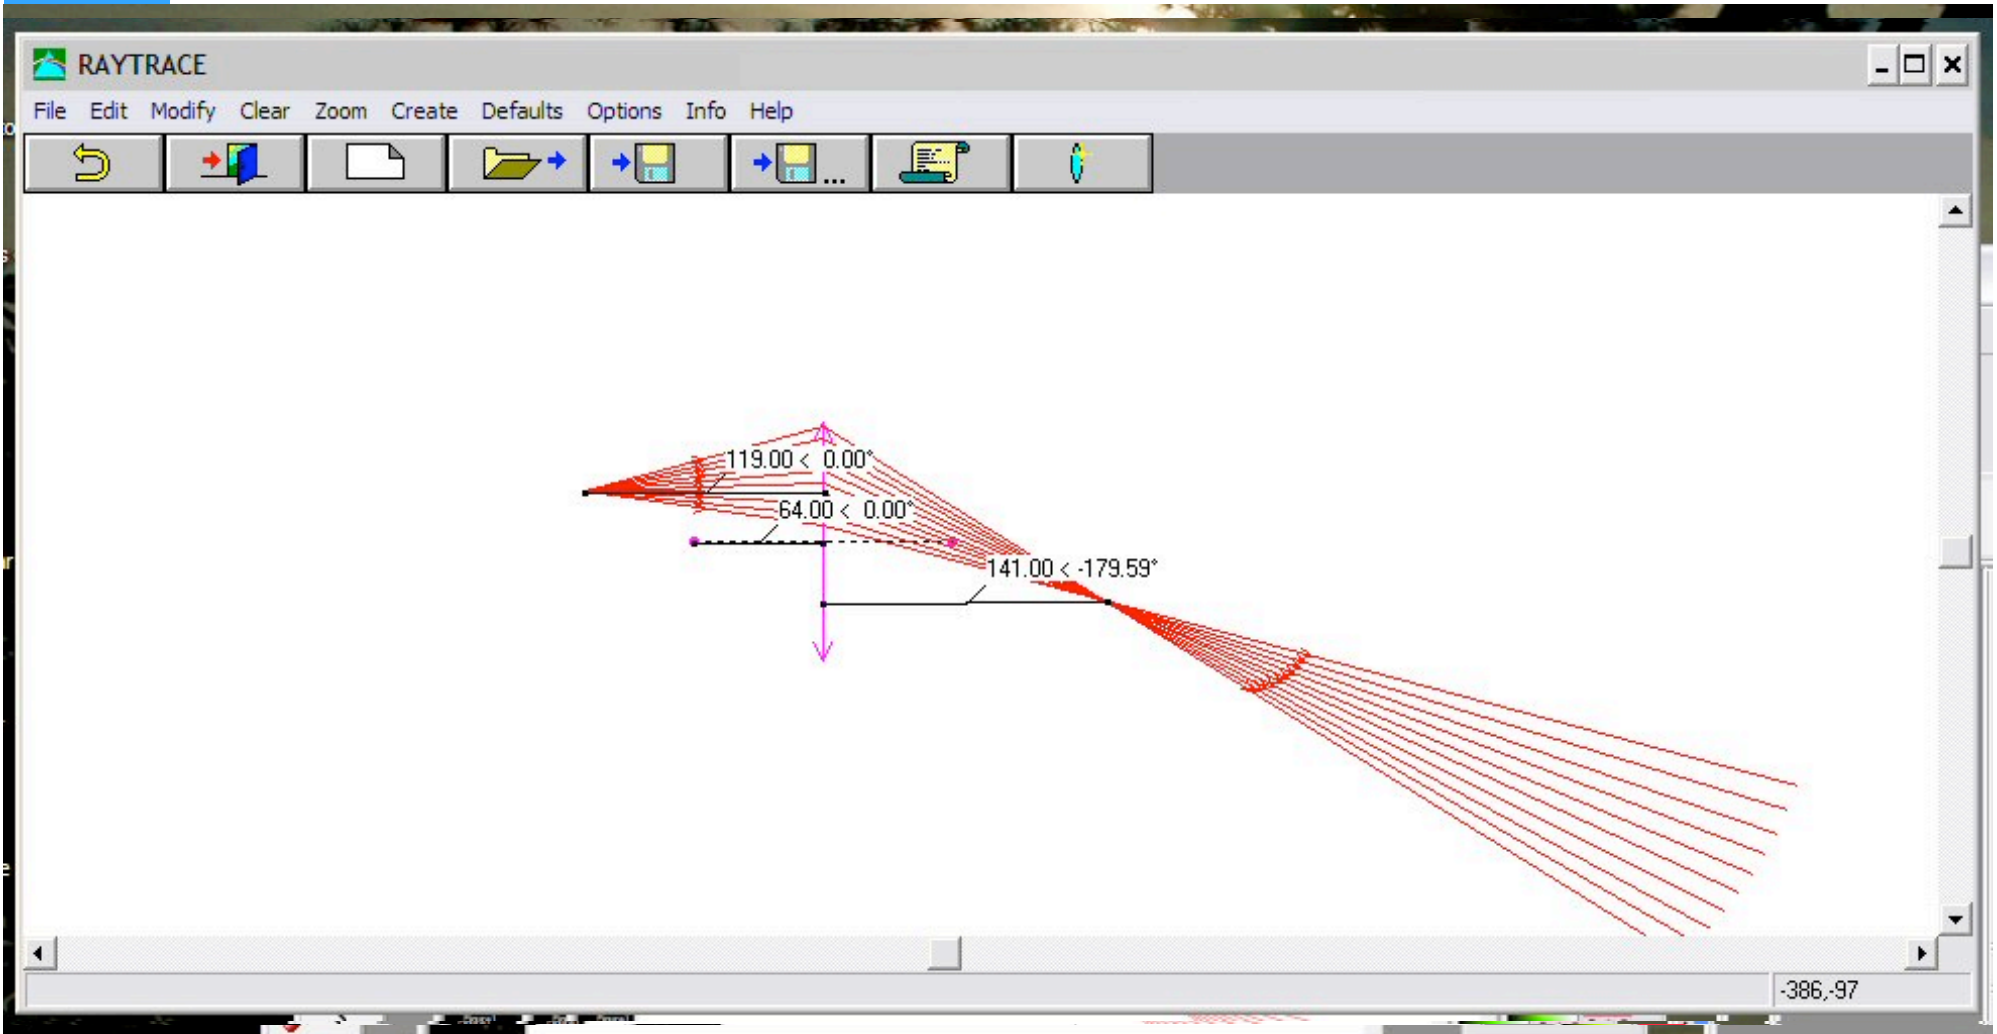 RAYTRACE
File Edit Modify Clear Zoom Create Defaults Options Info Help
...
119.00 < 0.00°
64.00 < 0.00°
141.00 < -179.59°
-386,-97